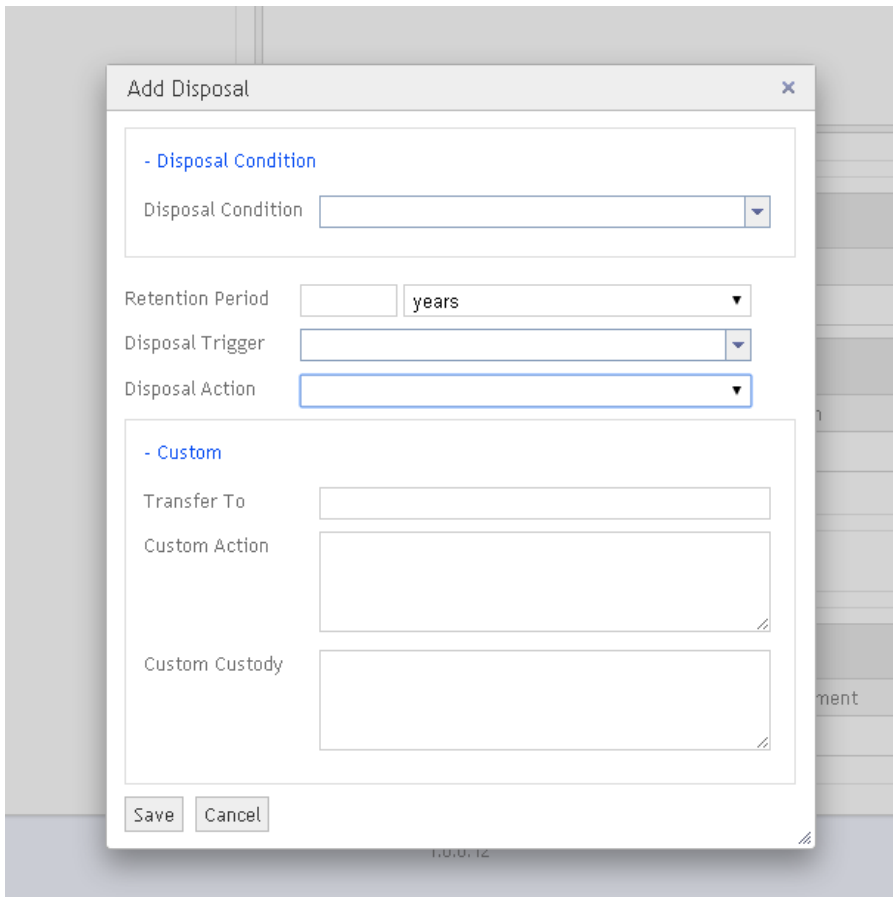 Add Disposal ×
- Disposal Condition
Disposal Condition
Retention Period years
Disposal Trigger
Disposal Action
- Custom
Transfer To
Custom Action
Custom Custody
Save Cancel